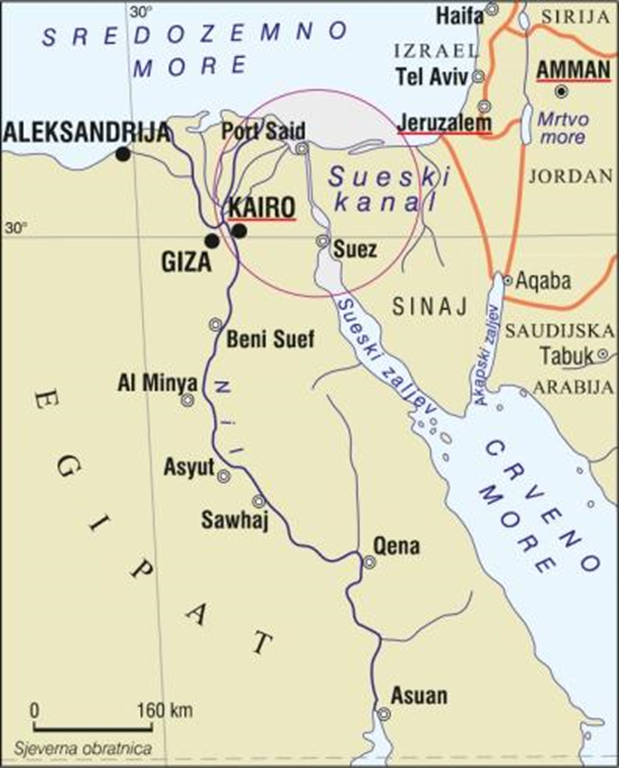 30°
Haifa
SIRIJA
SREDOZEMNO
MORE
IZRAEL
Tel Aviv
AMMAN
ALEKSANDRIJA
Port Said
Jeruzalem
Mrtvo
more
Sueski
kanal
JORDAN
KAIRO
30°
GIZA
Suez
Aqaba
SINAJ
Beni Suef
Sueski zaljev
Akapski zaljev
SAUDIJSKA
Tabuk
ARABIJA
Al Minya
Nil
EGIPAT
CRVENO
MORE
Asyut
Sawhaj
Qena
Asuan
0 160 km
Sjeverna obratnica